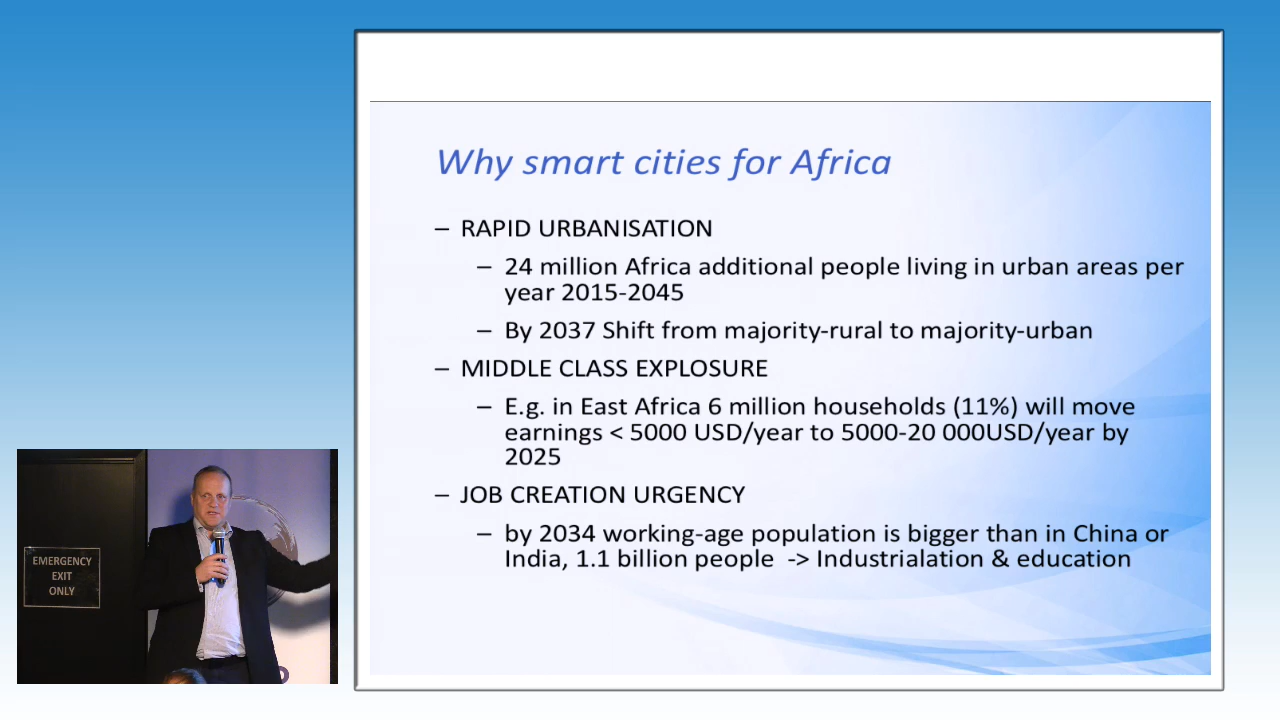 Why smart cities for Africa
– RAPID URBANISATION
– 24 million Africa additional people living in urban areas per
year 2015-2045
– By 2037 Shift from majority-rural to majority-urban
– MIDDLE CLASS EXPLOSURE
– E.g. in East Africa 6 million households (11%) will move
earnings < 5000 USD/year to 5000-20 000USD/year by
2025
– JOB CREATION URGENCY
– by 2034 working-age population is bigger than in China or
India, 1.1 billion people -> Industrialation & education
EMERGENCY
EXIT
ONLY